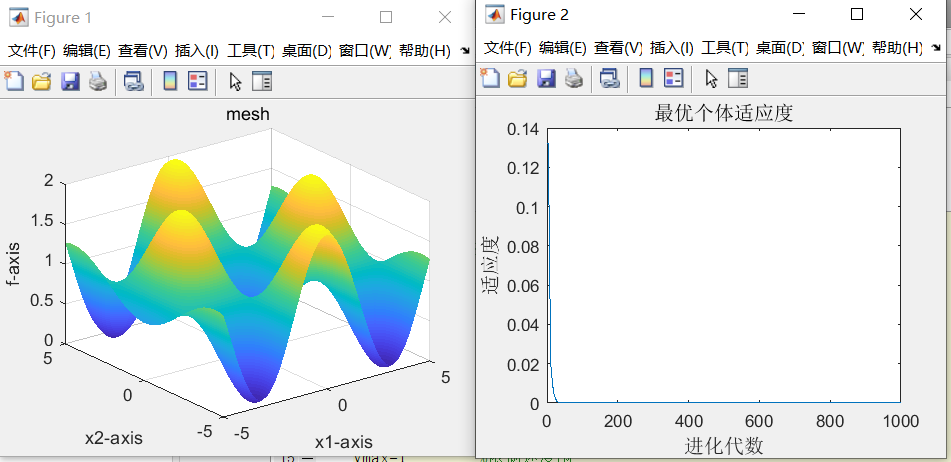 Figure 1
文件(F) 编辑(E) 查看(V) 插入(I) 工具(T) 桌面(D) 窗口(W) 帮助(H)
mesh
f-axis
2
1.5
1
0.5
0
5
0
-5
x2-axis
-5
0
5
x1-axis
Figure 2
文件(F) 编辑(E) 查看(V) 插入(I) 工具(T) 桌面(D) 窗口(W) 帮助(H)
最优个体适应度
适应度
0.14
0.12
0.1
0.08
0.06
0.04
0.02
0
0 200 400 600 800 1000
进化代数